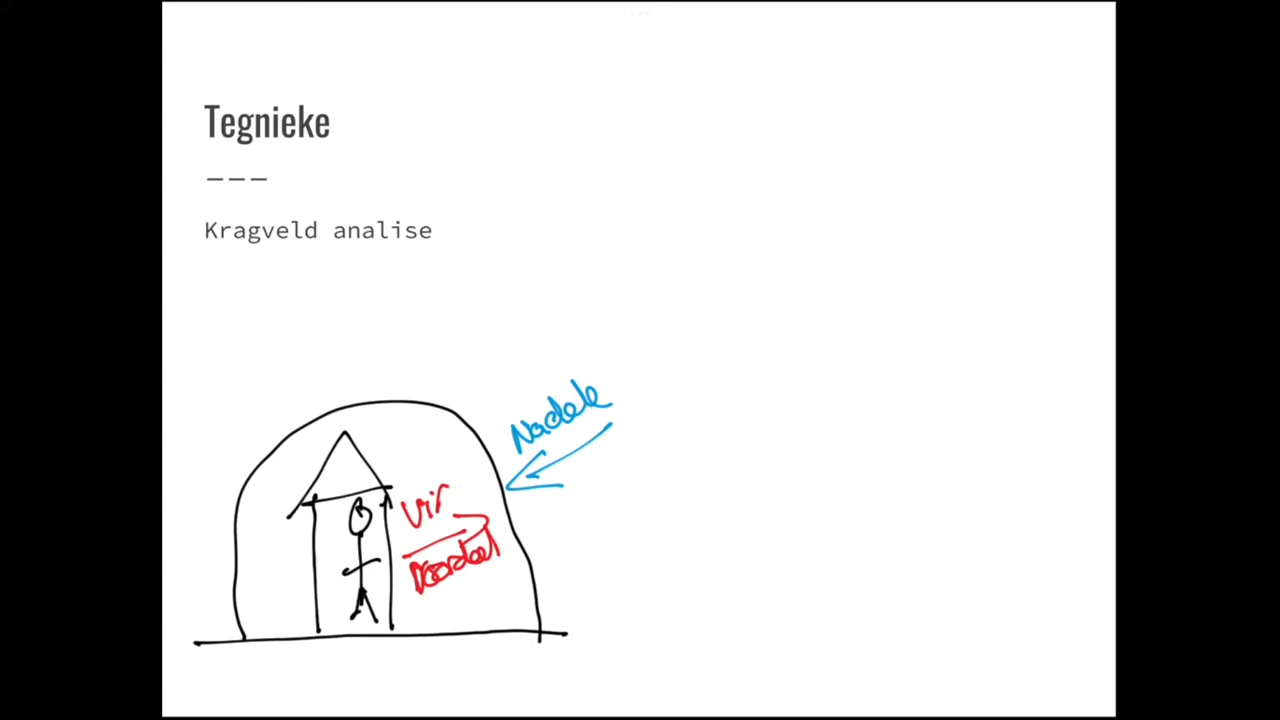 Tegnieke
---
Kragveld analise
Nadele
Vir
Voordeel